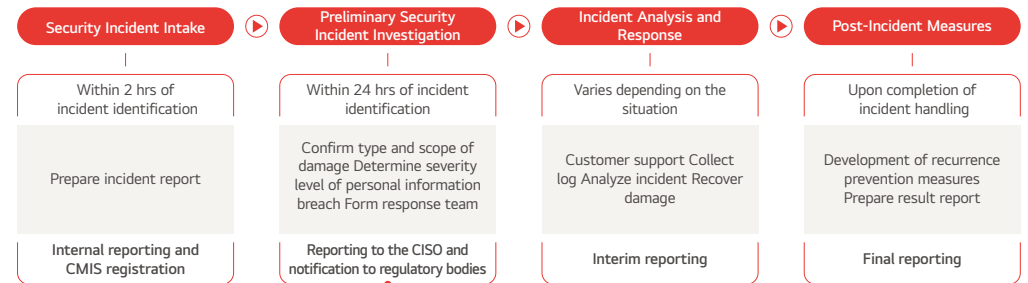 Security Incident Intake
Preliminary Security
Incident Investigation
Incident Analysis and
Response
Post-Incident Measures
Within 2 hrs of
incident identification
Within 24 hrs of incident
identification
Varies depending on the
situation
Upon completion of
incident handling
Prepare incident report
Confirm type and scope of
damage Determine severity
level of personal information
breach Form response team
Customer support Collect
log Analyze incident Recover
damage
Development of recurrence
prevention measures
Prepare result report
Internal reporting and
CMIS registration
Reporting to the CISO and
notification to regulatory bodies
Interim reporting
Final reporting